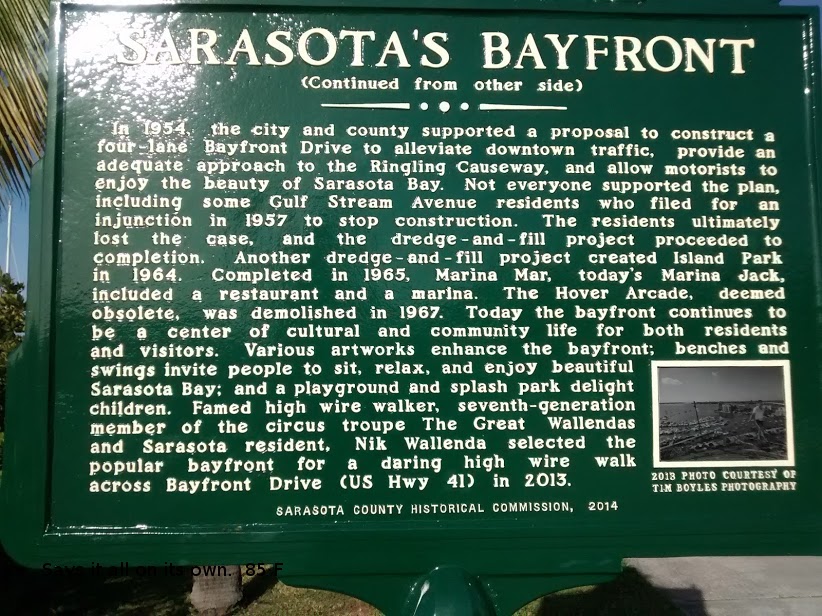 SARASOTA'S BAYFRONT
(Continued from other side)
In 1954, the city and county supported a proposal to construct a
four-lane Bayfront Drive to alleviate downtown traffic, provide an
adequate approach to the Ringling Causeway, and allow motorists to
enjoy the beauty of Sarasota Bay. Not everyone supported the plan,
including some Gulf Stream Avenue residents who filed for an
injunction in 1957 to stop construction. The residents ultimately
lost the case, and the dredge-and-fill project proceeded to
completion. Another dredge-and-fill project created Island Park
in 1964. Completed in 1965, Marina Mar, today's Marina Jack,
included a restaurant and a marina. The Hover Arcade, deemed
obsolete, was demolished in 1967. Today the bayfront continues to
be a center of cultural and community life for both residents
and visitors. Various artworks enhance the bayfront; benches and
swings invite people to sit, relax, and enjoy beautiful
Sarasota Bay; and a playground and splash park delight
children. Famed high wire walker, seventh-generation
member of the circus troupe The Great Wallendas
and Sarasota resident, Nik Wallenda selected the
popular bayfront for a daring high wire walk
across Bayfront Drive (US Hwy 41) in 2013.
2013 PHOTO COURTESY OF
TIM BOYLES PHOTOGRAPHY
SARASOTA COUNTY HISTORICAL COMMISSION, 2014
Says it all on its own. 85 F